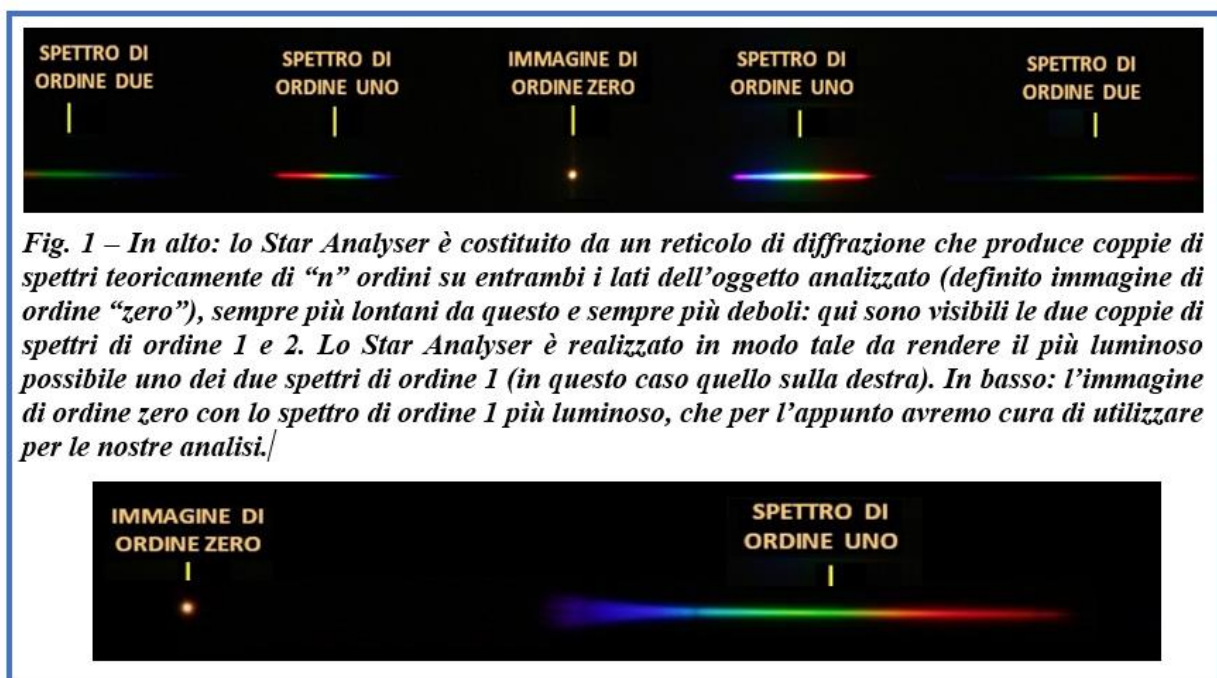 SPETTRO DI
ORDINE DUE
SPETTRO DI
ORDINE UNO
IMMAGINE DI
ORDINE ZERO
SPETTRO DI
ORDINE UNO
SPETTRO DI
ORDINE DUE
Fig. 1 – In alto: lo Star Analyser è costituito da un reticolo di diffrazione che produce coppie di
spettri teoricamente di “n” ordini su entrambi i lati dell’oggetto analizzato (definito immagine di
ordine “zero”), sempre più lontani da questo e sempre più deboli: qui sono visibili le due coppie di
spettri di ordine 1 e 2. Lo Star Analyser è realizzato in modo tale da rendere il più luminoso
possibile uno dei due spettri di ordine 1 (in questo caso quello sulla destra). In basso: l’immagine
di ordine zero con lo spettro di ordine 1 più luminoso, che per l’appunto avremo cura di utilizzare
per le nostre analisi.
IMMAGINE DI
ORDINE ZERO
SPETTRO DI
ORDINE UNO